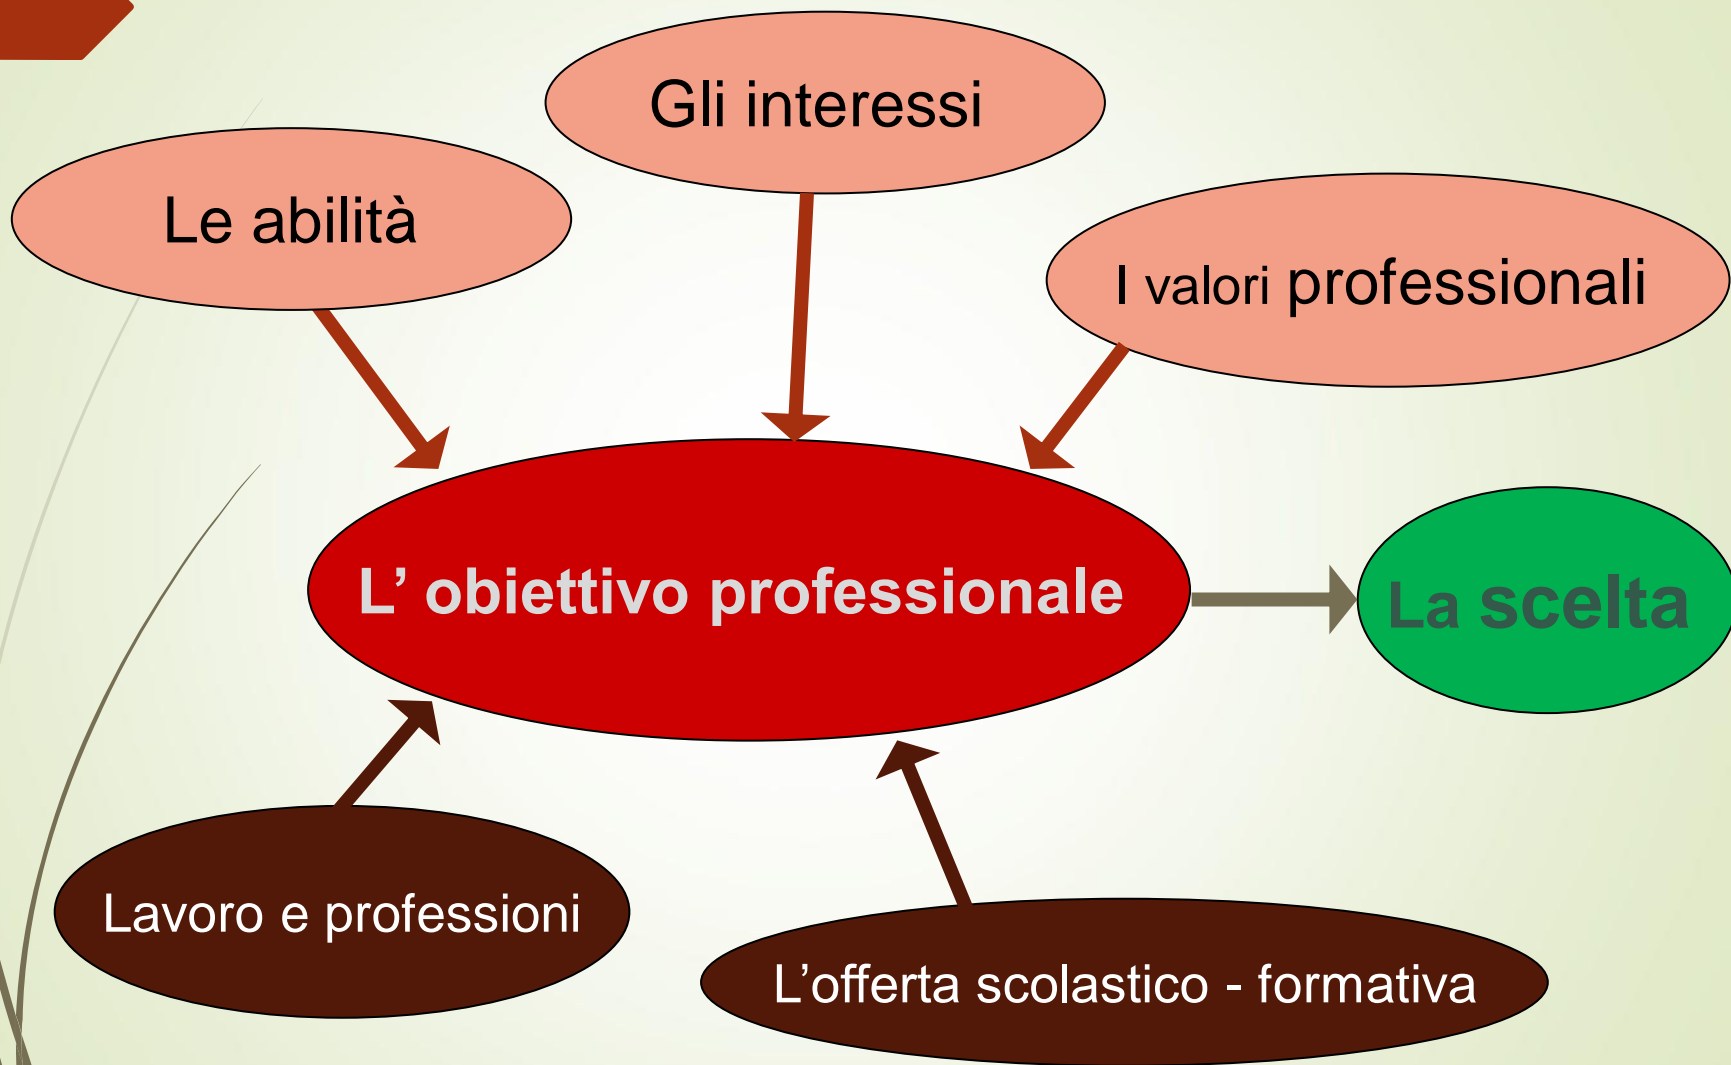 Gli interessi
Le abilità
I valori professionali
L’ obiettivo professionale
La scelta
Lavoro e professioni
L’offerta scolastico - formativa